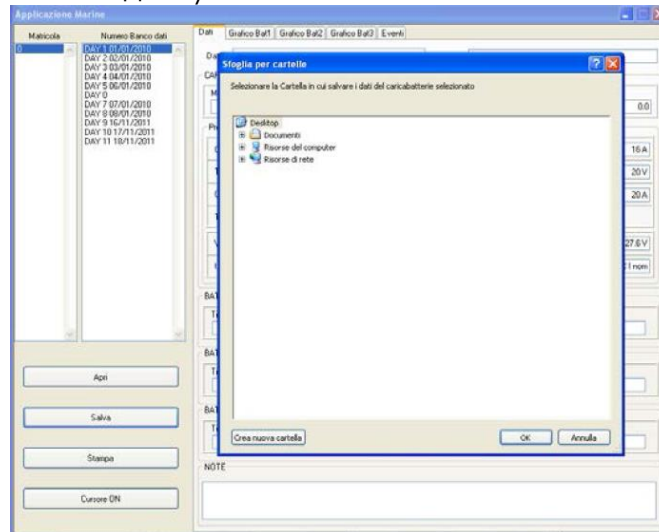 Applicazione Marine
Matricola
Numero Banco dati
0
DAY 1 01/01/2010
DAY 2 02/01/2010
DAY 3 03/01/2010
DAY 4 04/01/2010
DAY 5 06/01/2010
DAY 0
DAY 7 07/01/2010
DAY 8 08/01/2010
DAY 9 16/11/2011
DAY 10 17/11/2011
DAY 11 18/11/2011
Apri
Salva
Stampa
Cursore ON
Dati
Grafico Bat1
Grafico Bat2
Grafico Bat3
Eventi
Sfoglia per cartelle
Selezionare la Cartella in cui salvare i dati del caricabatterie selezionato
Desktop
Documenti
Risorse del computer
Risorse di rete
Crea nuova cartella
OK
Annulla
0.0
16 A
20 V
20 A
27.6 V
I nom
BAT
BAT
BAT
NOTE